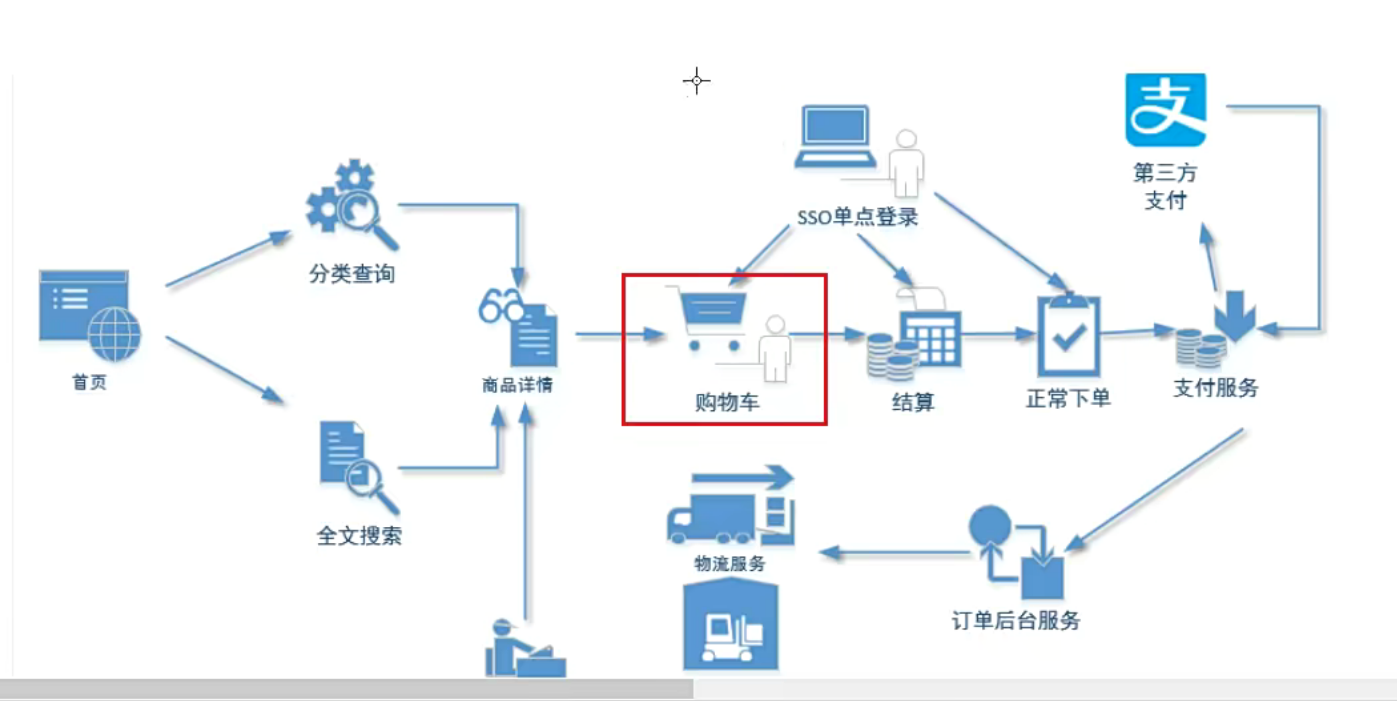 支
第三方
支付
SSO单点登录
分类查询
首页
商品详情
购物车
结算
正常下单
支付服务
全文搜索
物流服务
订单后台服务